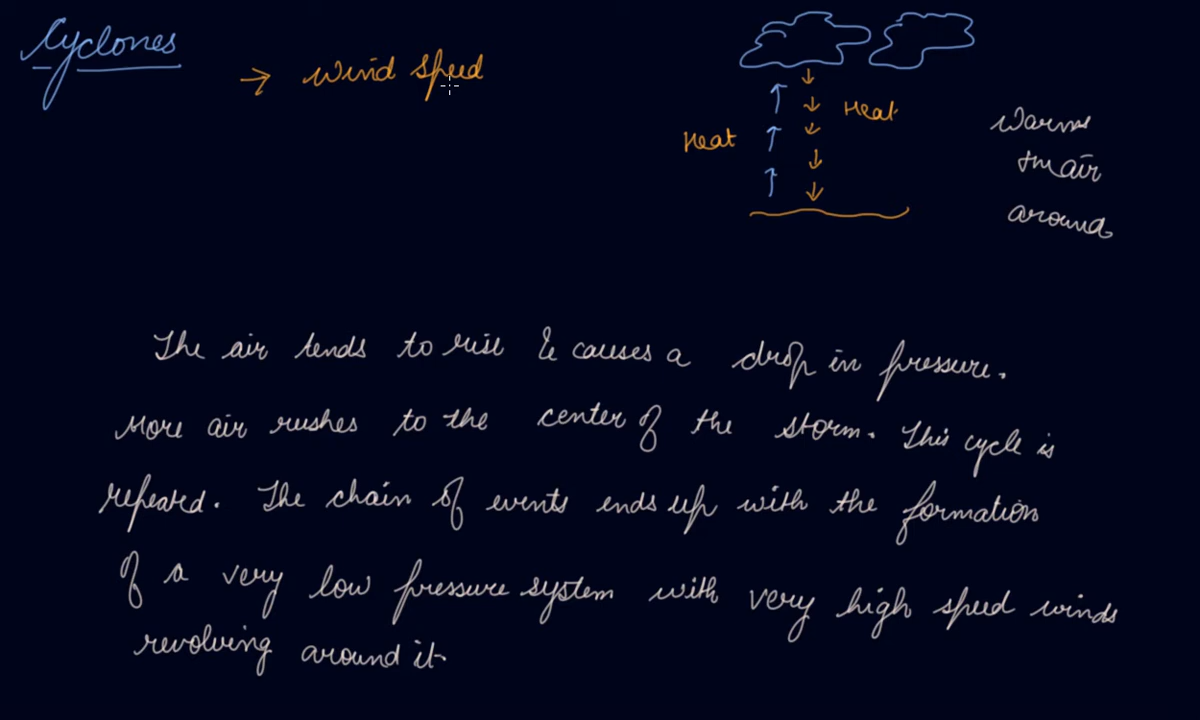 Cyclones
→ Wind speed
Heat
Heat
Warms
the air
around
The air tends to rise & causes a drop in pressure.
More air rushes to the center of the storm. This cycle is
repeated. The chain of events ends up with the formation
of a very low pressure system with very high speed winds
revolving around it.